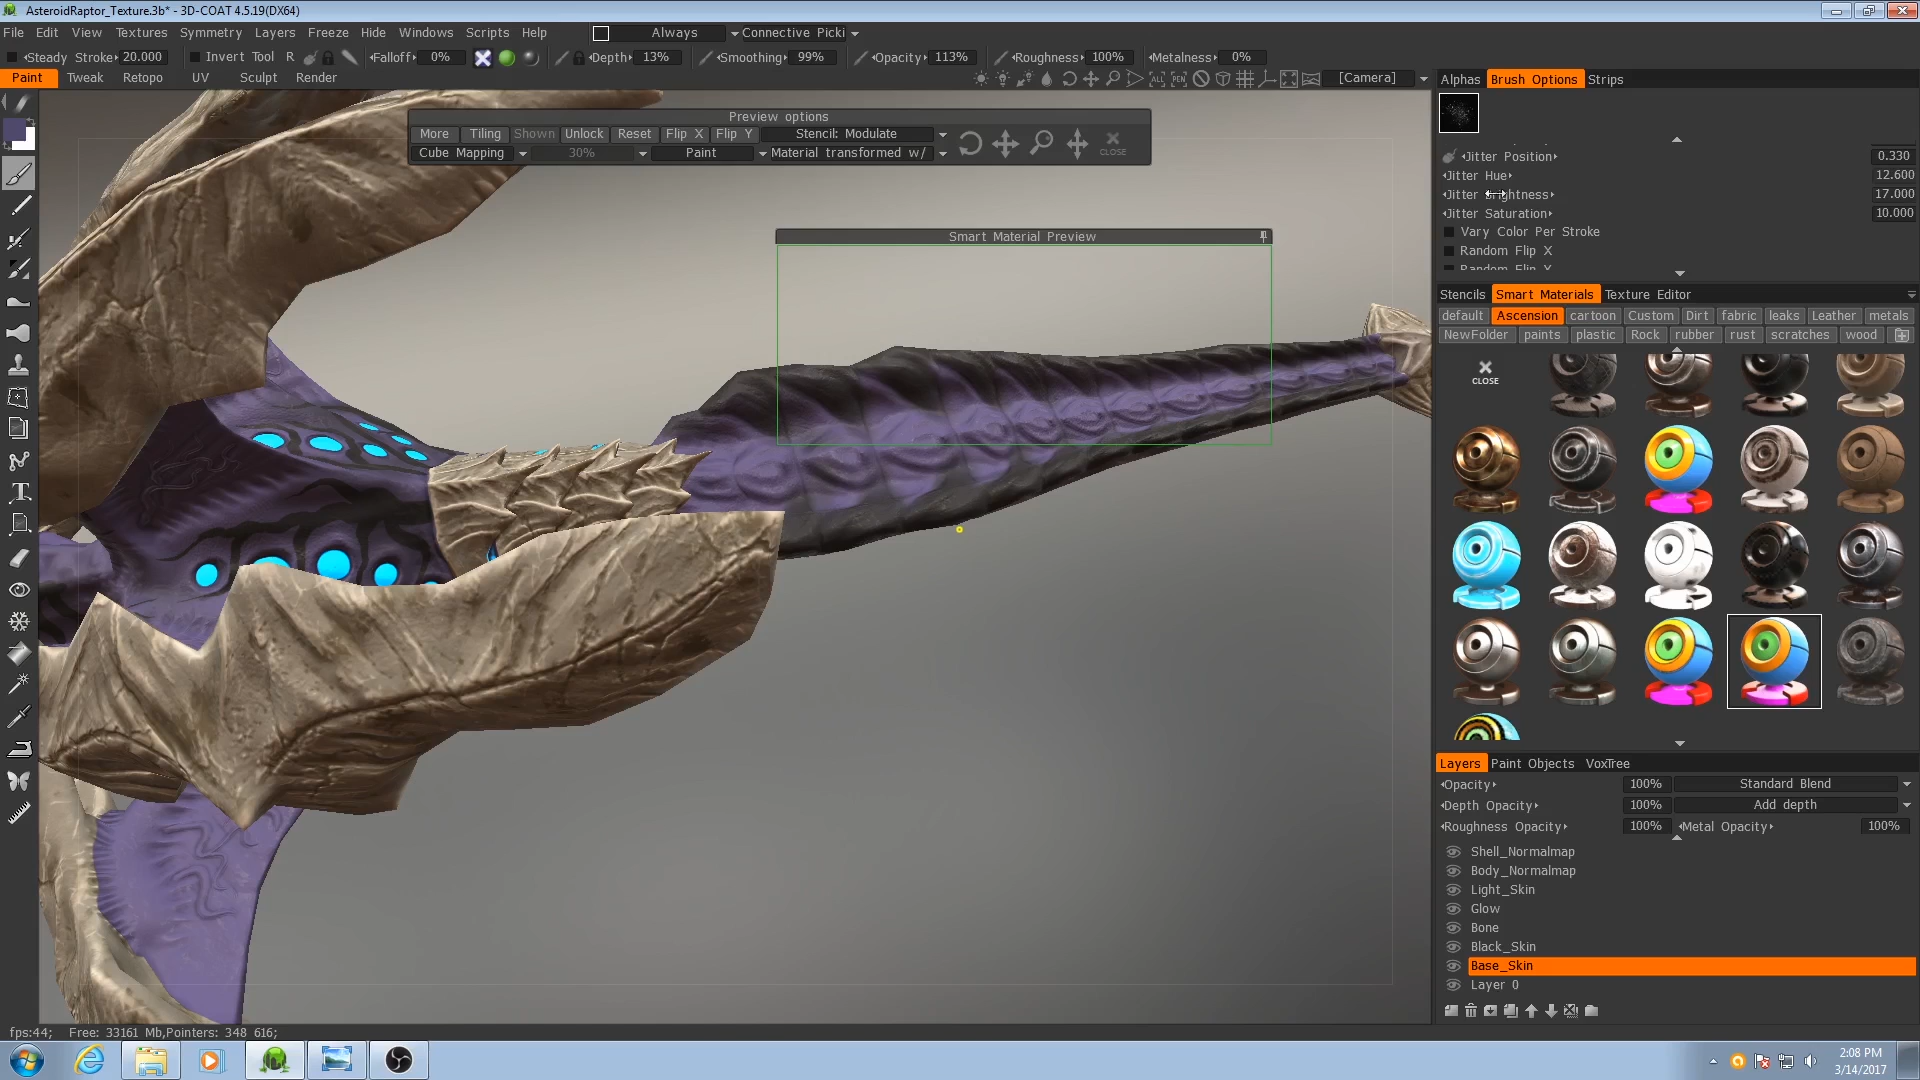 AsteroidRaptor_Texture.3b* - 3D-COAT 4.5.19(DX64)
File Edit View Textures Symmetry Layers Freeze Hide Windows Scripts Help Always Connective Picki
Steady Stroke 20.000 Invert Tool R Falloff 0% Depth 13% Smoothing 99% Opacity 113% Roughness 100% Metalness 0%
Paint Tweak Retopo UV Sculpt Render [Camera]
Alphas Brush Options Strips
Preview options
More Tiling Shown Unlock Reset Flip X Flip Y Stencil: Modulate
Cube Mapping 30% Paint Material transformed w/ CLOSE
Jitter Position 0.330
Jitter Hue 12.600
Jitter 17.000
Jitter Saturation 10.000
Vary Color Per Stroke
Random Flip X
Random Flip Y
Smart Material Preview
Stencils Smart Materials Texture Editor
default Ascension cartoon Custom Dirt fabric leaks Leather metals
NewFolder paints plastic Rock rubber rust scratches wood
CLOSE
Layers Paint Objects VoxTree
Opacity 100% Standard Blend
Depth Opacity 100% Add depth
Roughness Opacity 100% Metal Opacity 100%
Shell_Normalmap
Body_Normalmap
Light_Skin
Glow
Bone
Black_Skin
Base_Skin
Layer 0
fps:44; Free: 33161 Mb,Pointers: 348 616;
2:08 PM
3/14/2017